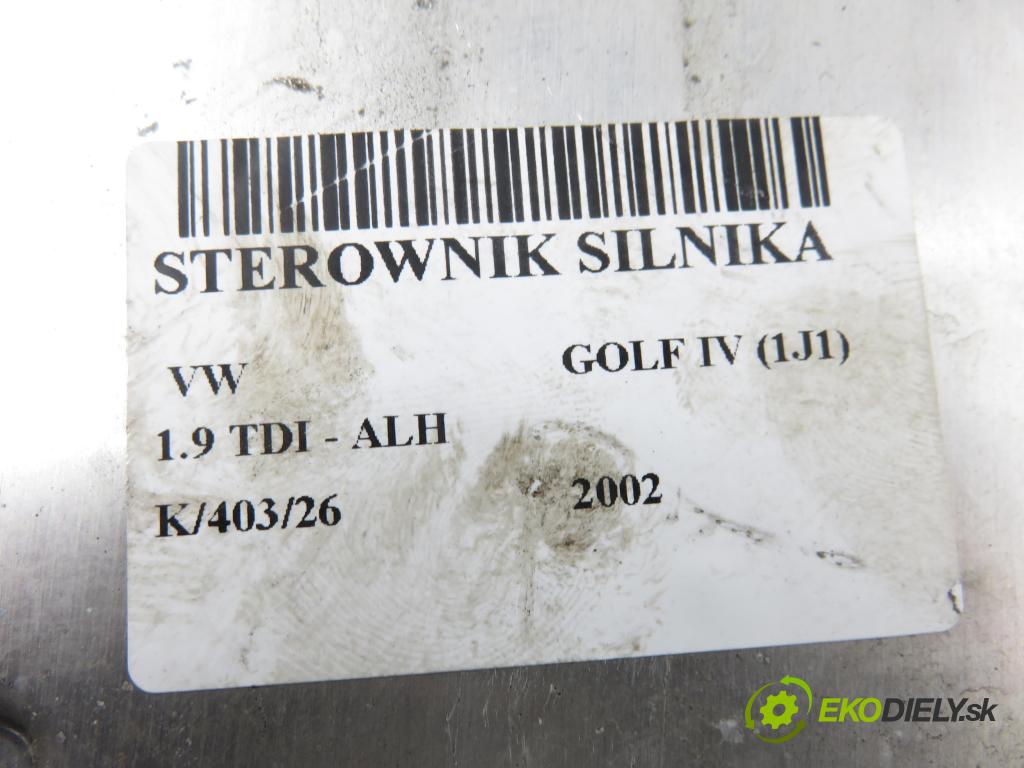 STEROWNIK SILNIKA
VW GOLF IV (1J1)
1.9 TDI - ALH
K/403/26 2002
EKODIELY.sk